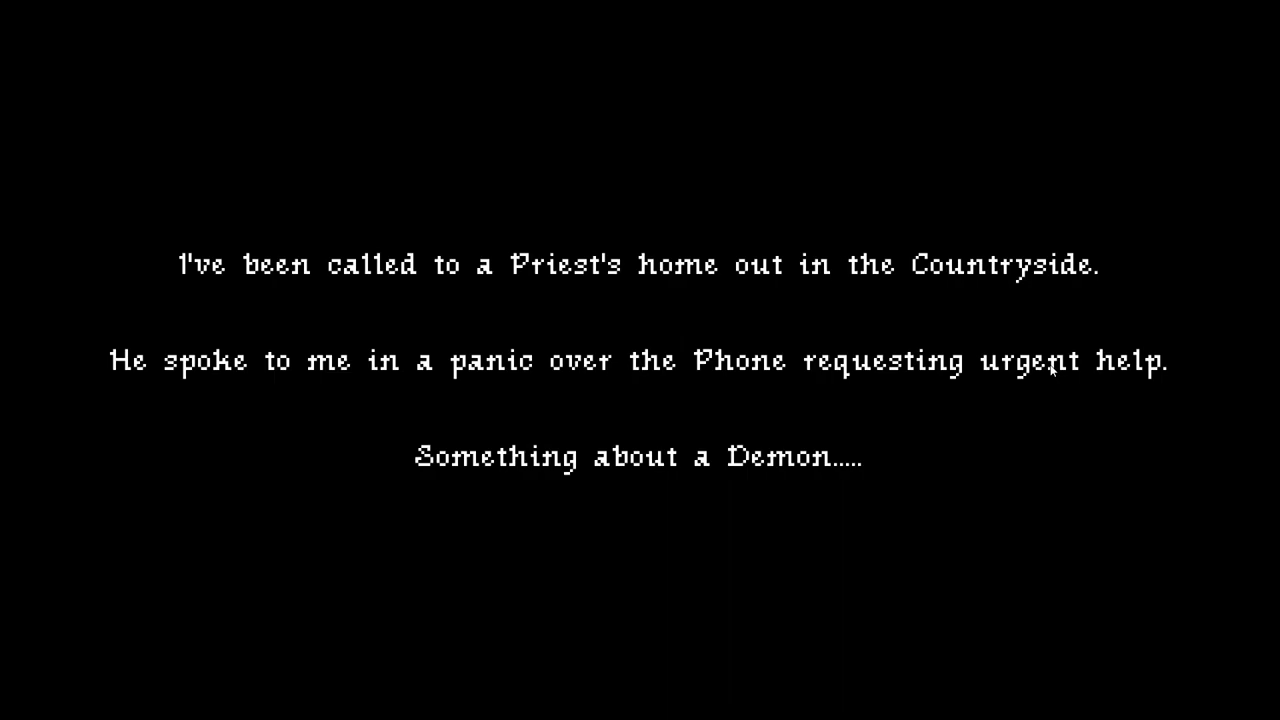 I've been called to a Priest's home out in the Countryside.
He spoke to me in a panic over the Phone requesting urgent help.
Something about a Demon.....